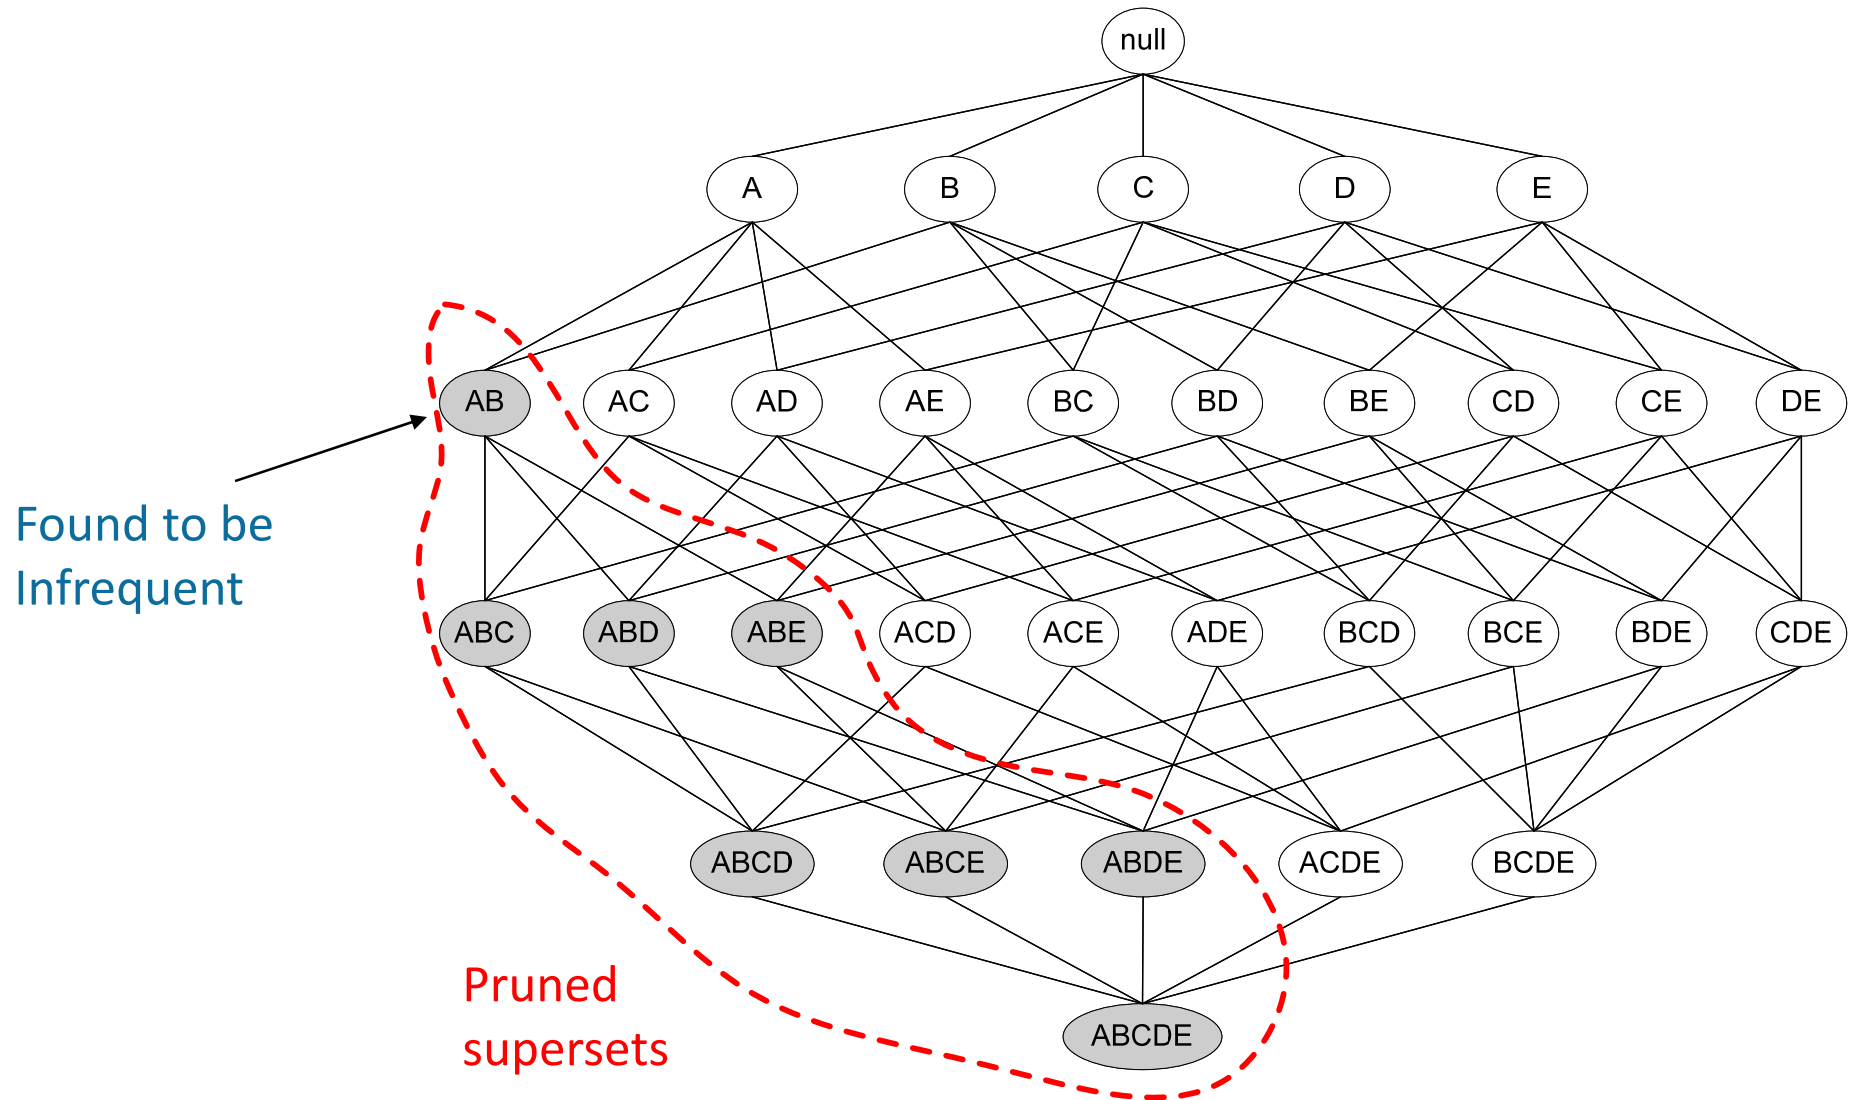 null
A B C D E
AB AC AD AE BC BD BE CD CE DE
Found to be
Infrequent
ABC ABD ABE ACD ACE ADE BCD BCE BDE CDE
ABCD ABCE ABDE ACDE BCDE
Pruned
supersets
ABCDE